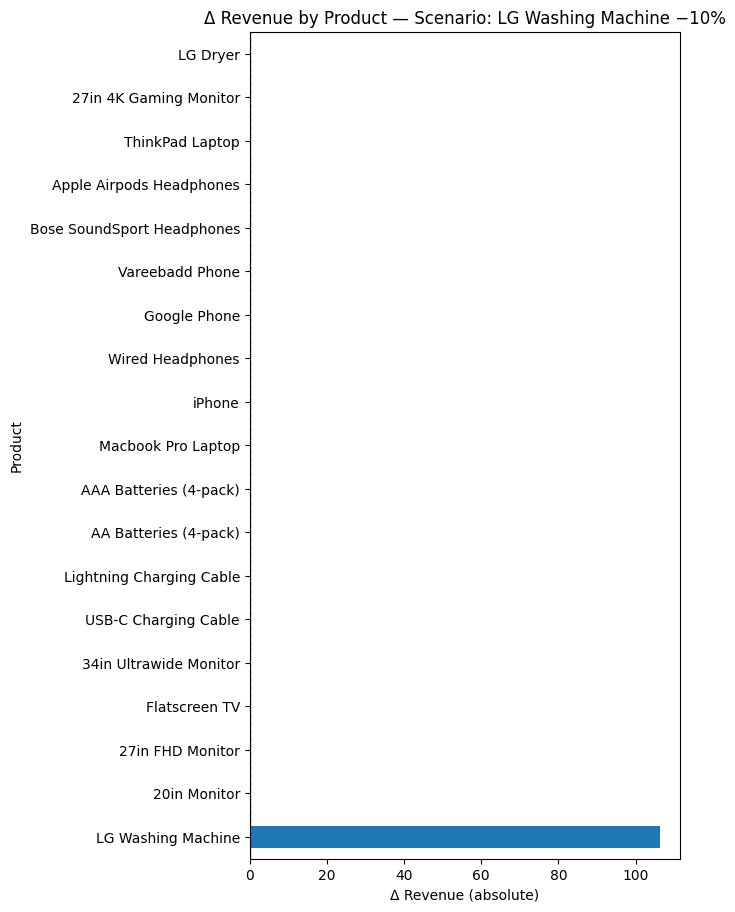 Δ Revenue by Product — Scenario: LG Washing Machine −10%
LG Dryer
27in 4K Gaming Monitor
ThinkPad Laptop
Apple Airpods Headphones
Bose SoundSport Headphones
Vareebadd Phone
Google Phone
Wired Headphones
iPhone
Macbook Pro Laptop
AAA Batteries (4-pack)
AA Batteries (4-pack)
Lightning Charging Cable
USB-C Charging Cable
34in Ultrawide Monitor
Flatscreen TV
27in FHD Monitor
20in Monitor
LG Washing Machine
Product
0 20 40 60 80 100
Δ Revenue (absolute)